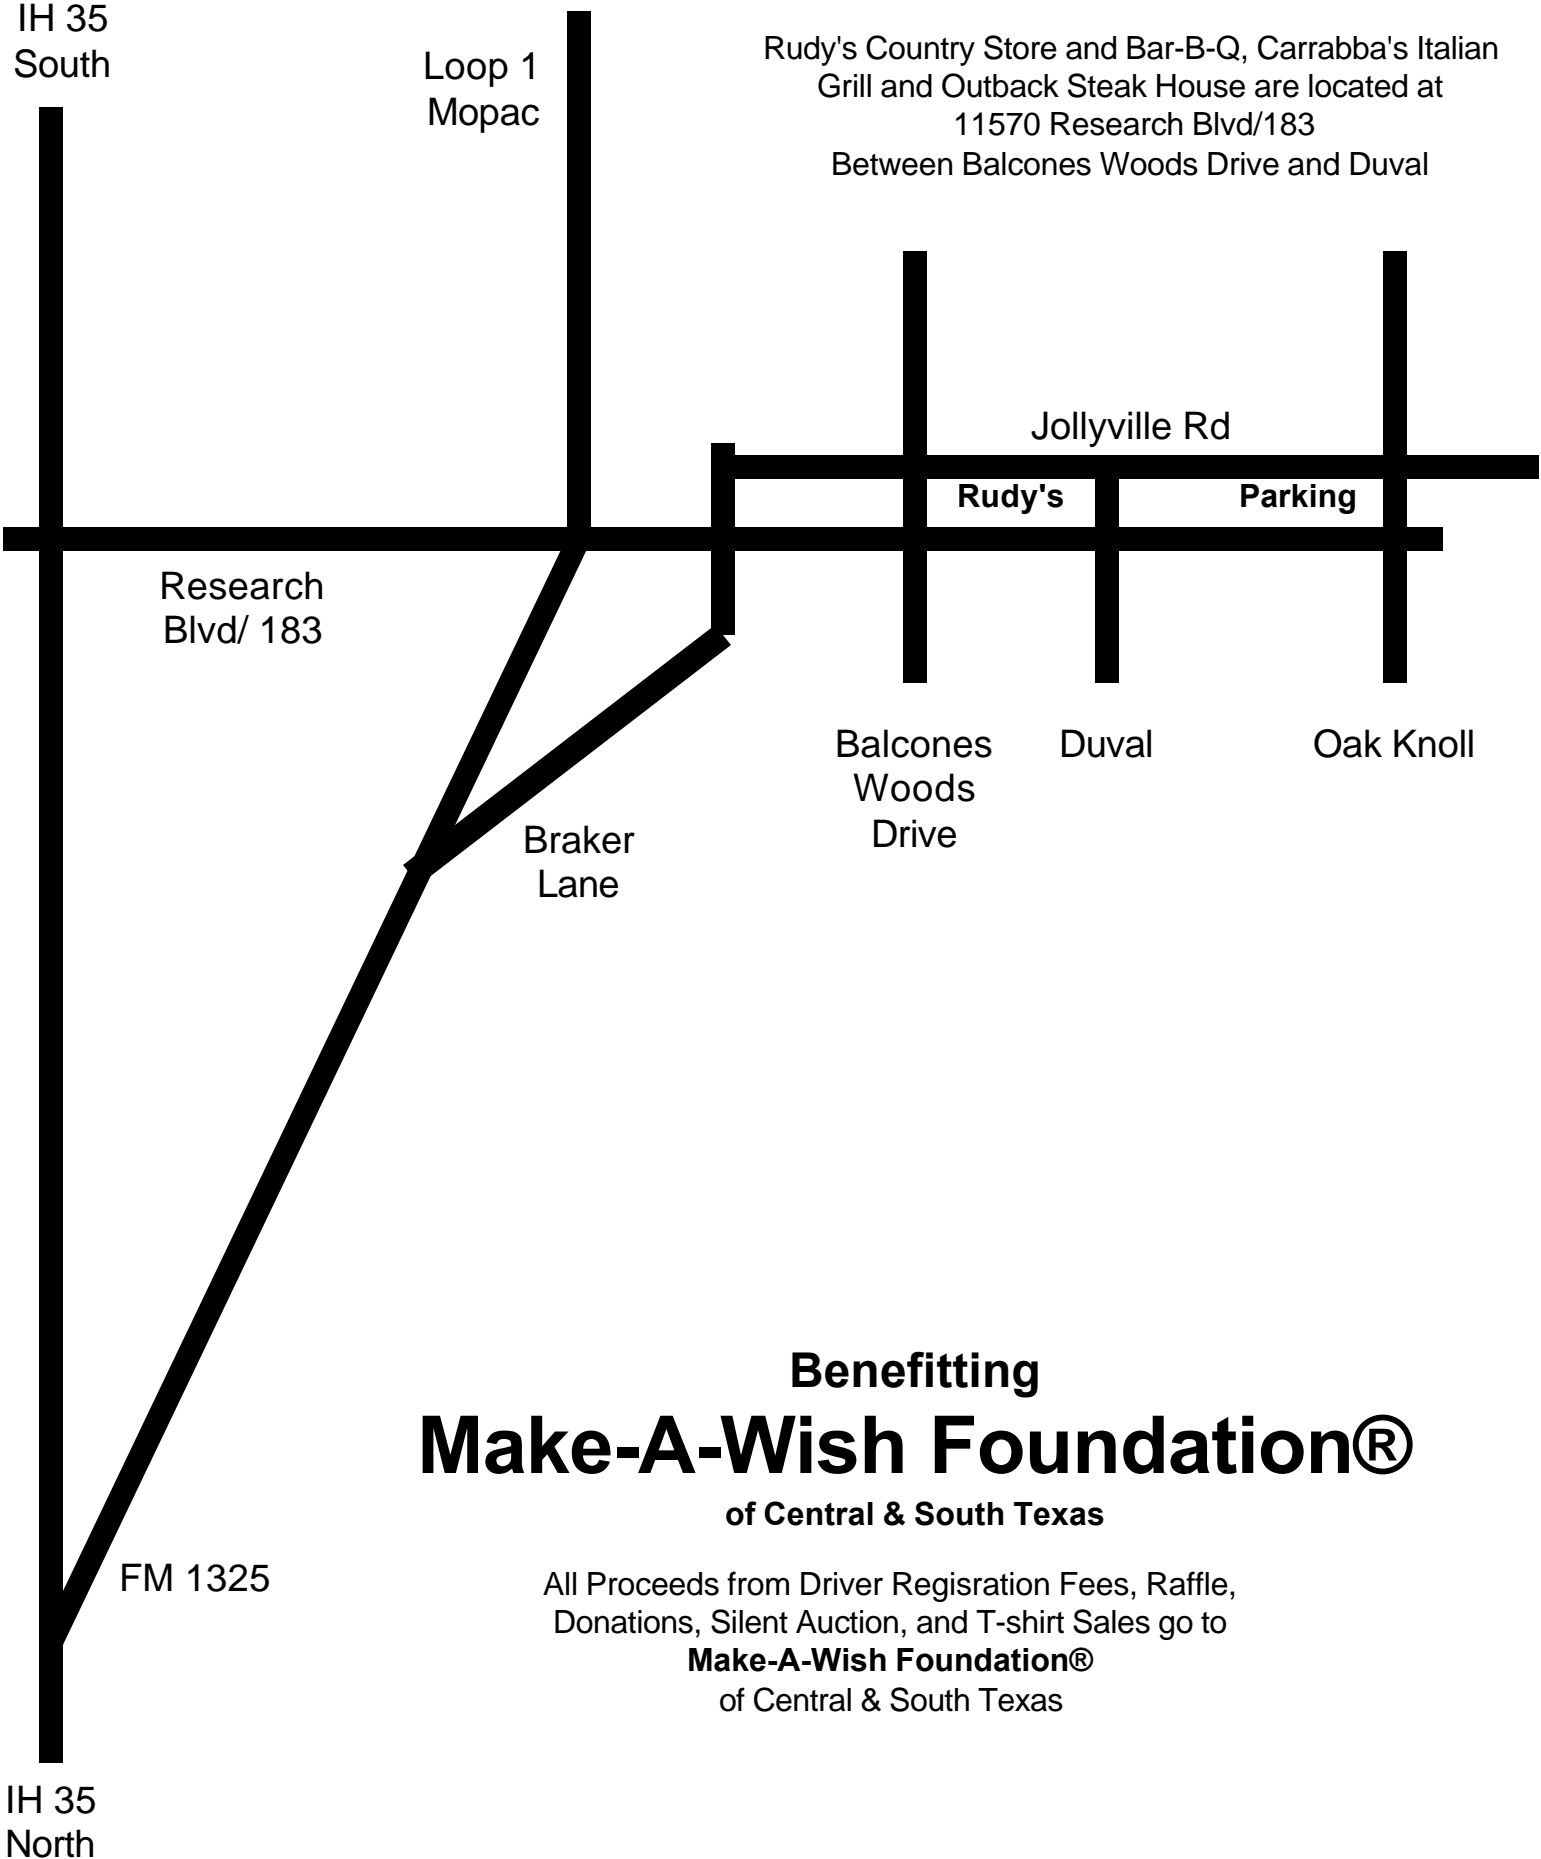 IH 35
South
Loop 1
Mopac
Rudy's Country Store and Bar-B-Q, Carrabba's Italian
Grill and Outback Steak House are located at
11570 Research Blvd/183
Between Balcones Woods Drive and Duval
Jollyville Rd
Rudy's
Parking
Research
Blvd/ 183
Balcones
Woods
Drive
Duval
Oak Knoll
Braker
Lane
Benefitting
Make-A-Wish Foundation®
of Central & South Texas
FM 1325
All Proceeds from Driver Regisration Fees, Raffle,
Donations, Silent Auction, and T-shirt Sales go to
Make-A-Wish Foundation®
of Central & South Texas
IH 35
North